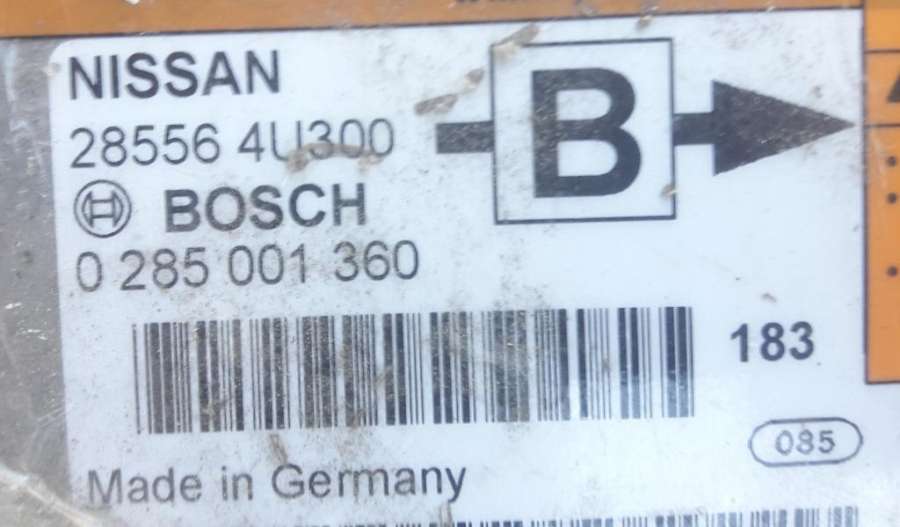 NISSAN
28556 4U300
B
BOSCH
0 285 001 360
183
085
Made in Germany